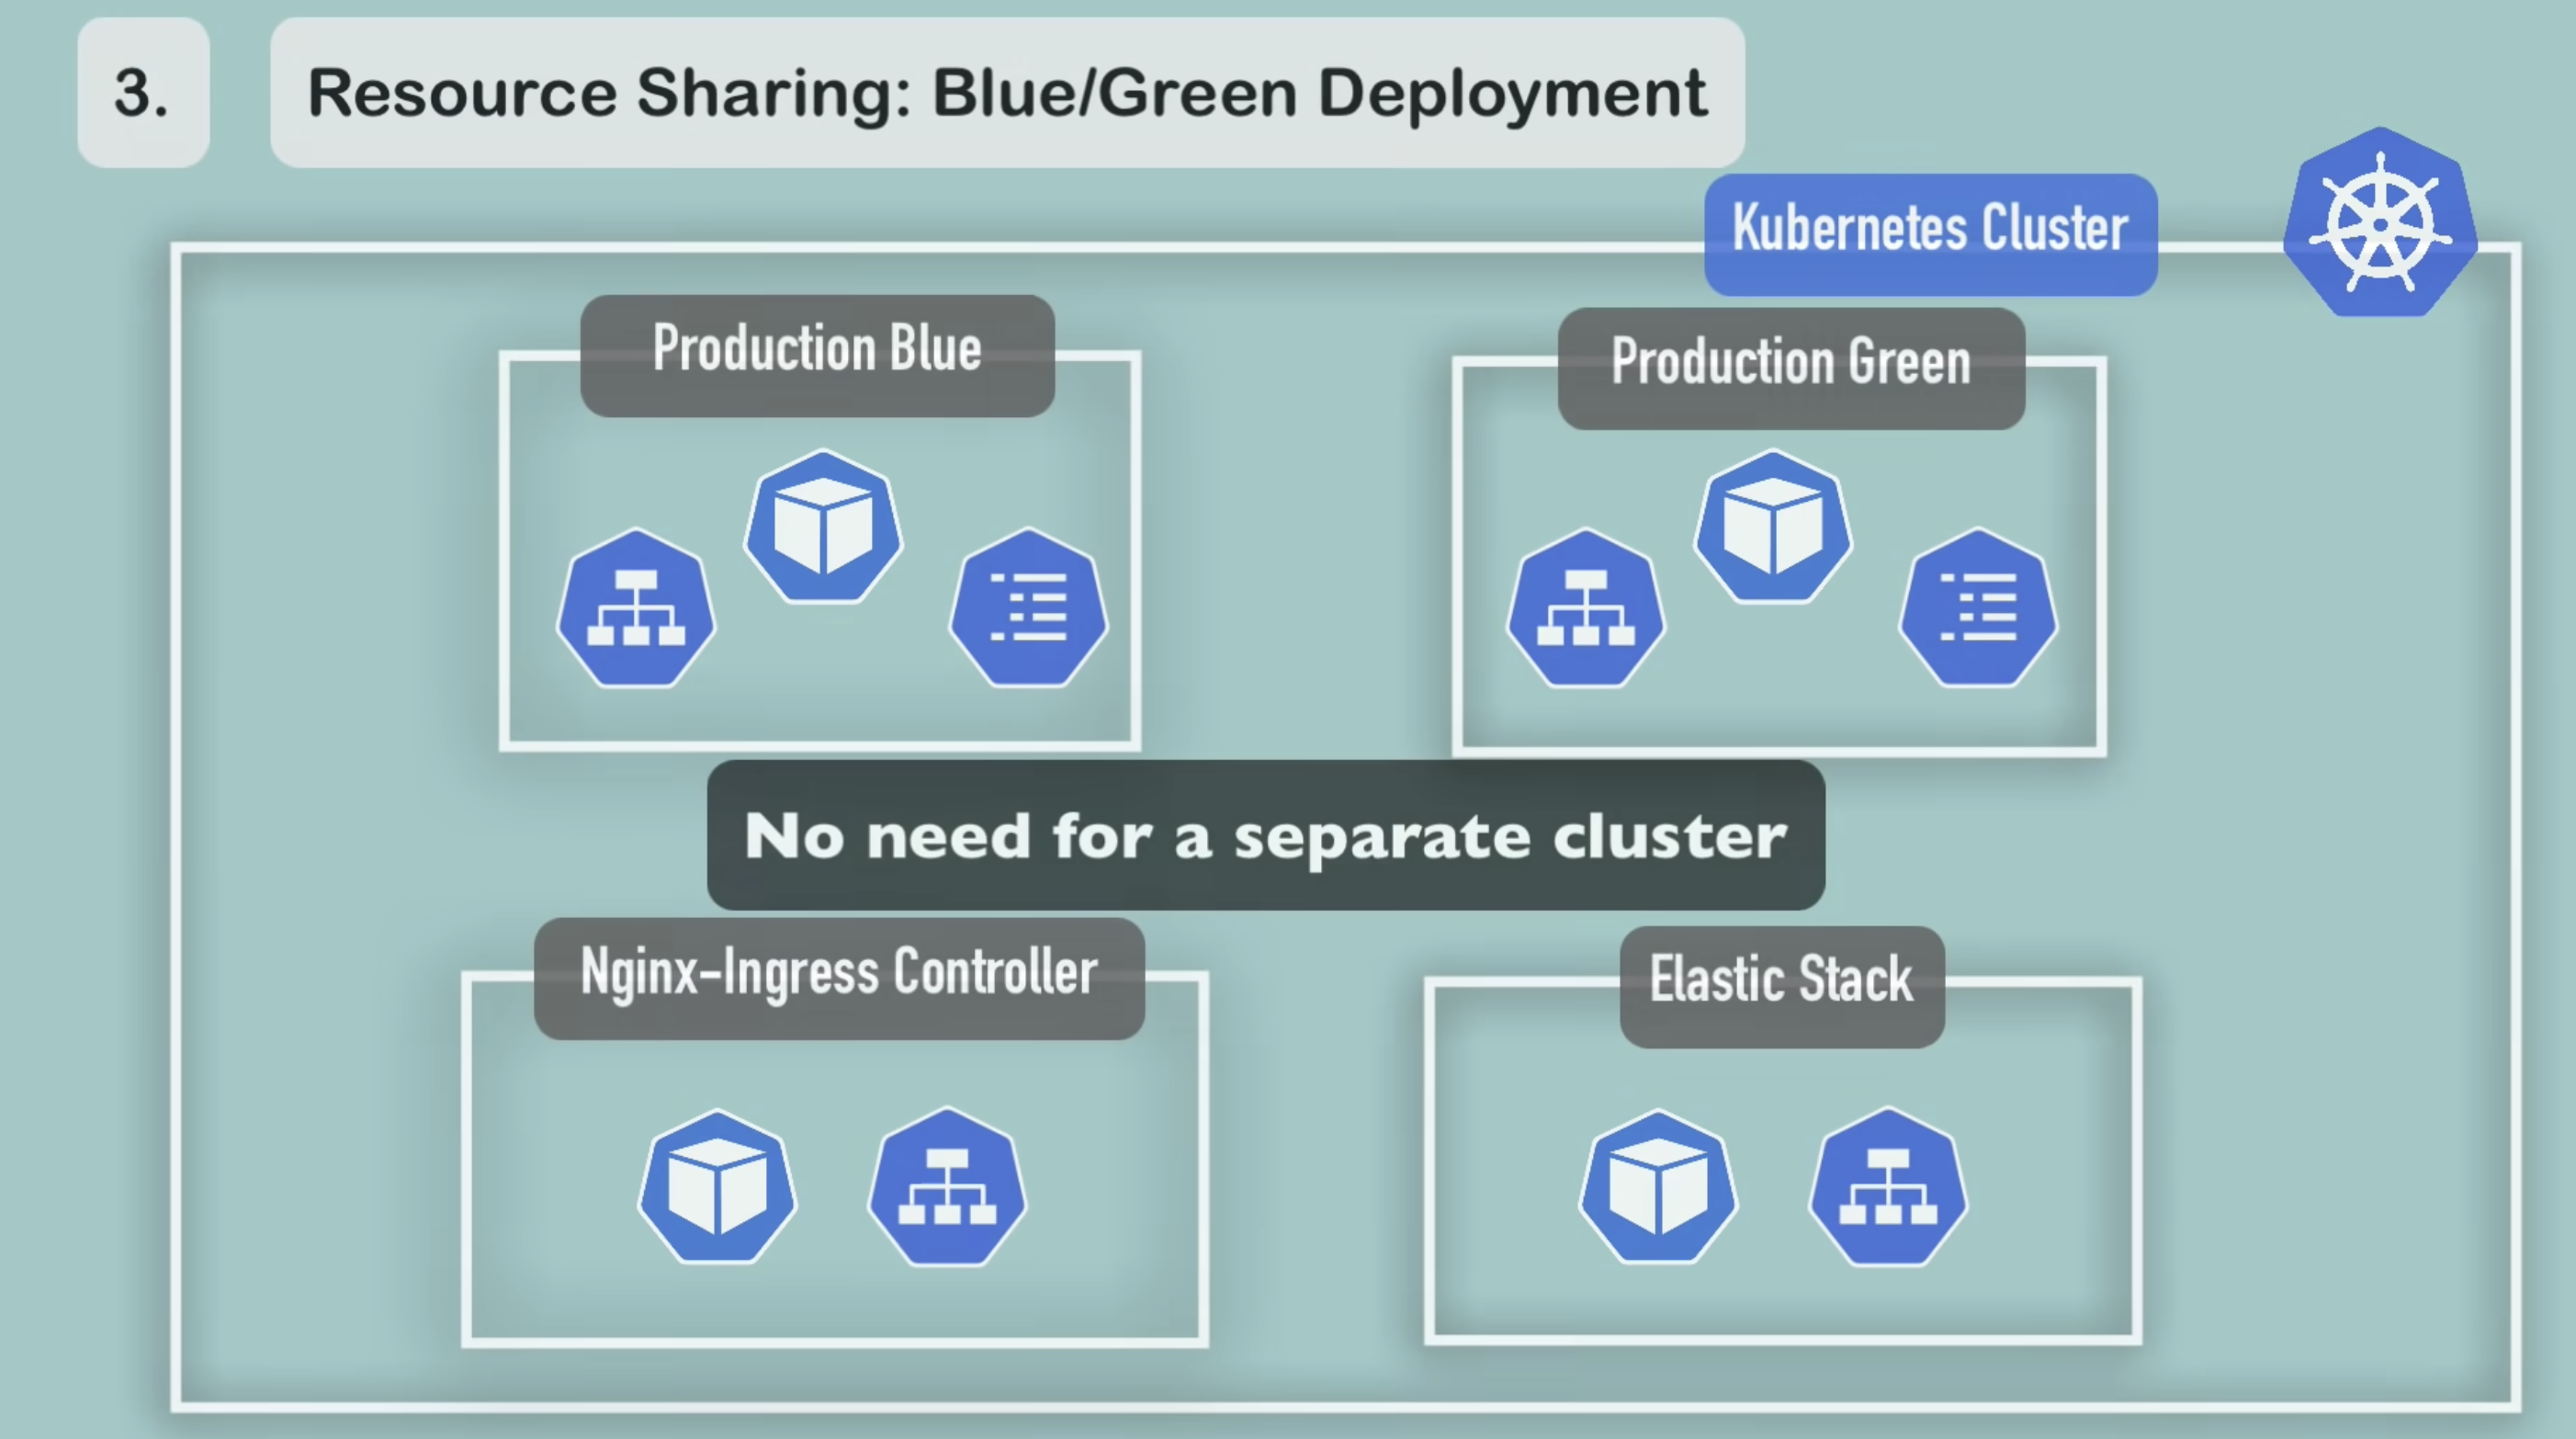 3.
Resource Sharing: Blue/Green Deployment
Kubernetes Cluster
Production Blue
Production Green
No need for a separate cluster
Nginx-Ingress Controller
Elastic Stack